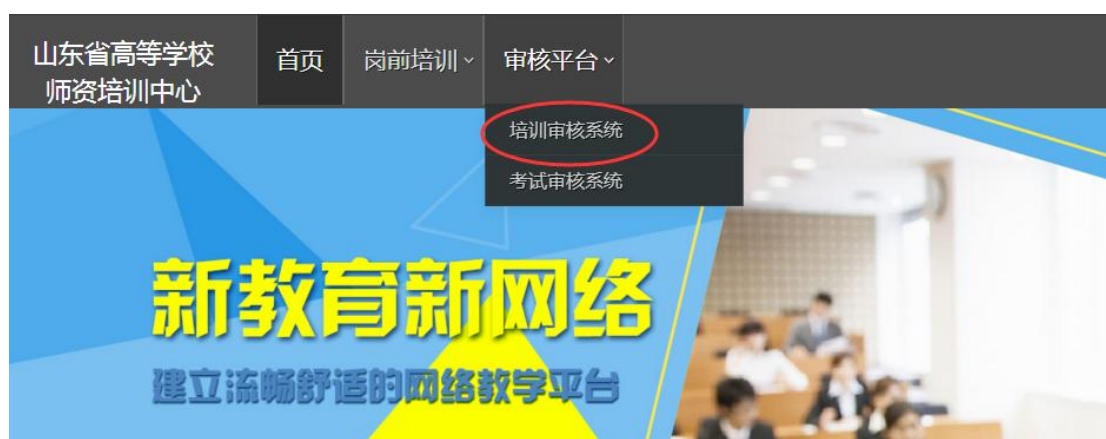 山东省高等学校
师资培训中心
首页
岗前培训
审核平台
培训审核系统
考试审核系统
新教育新网络
建立流畅舒适的网络教学平台